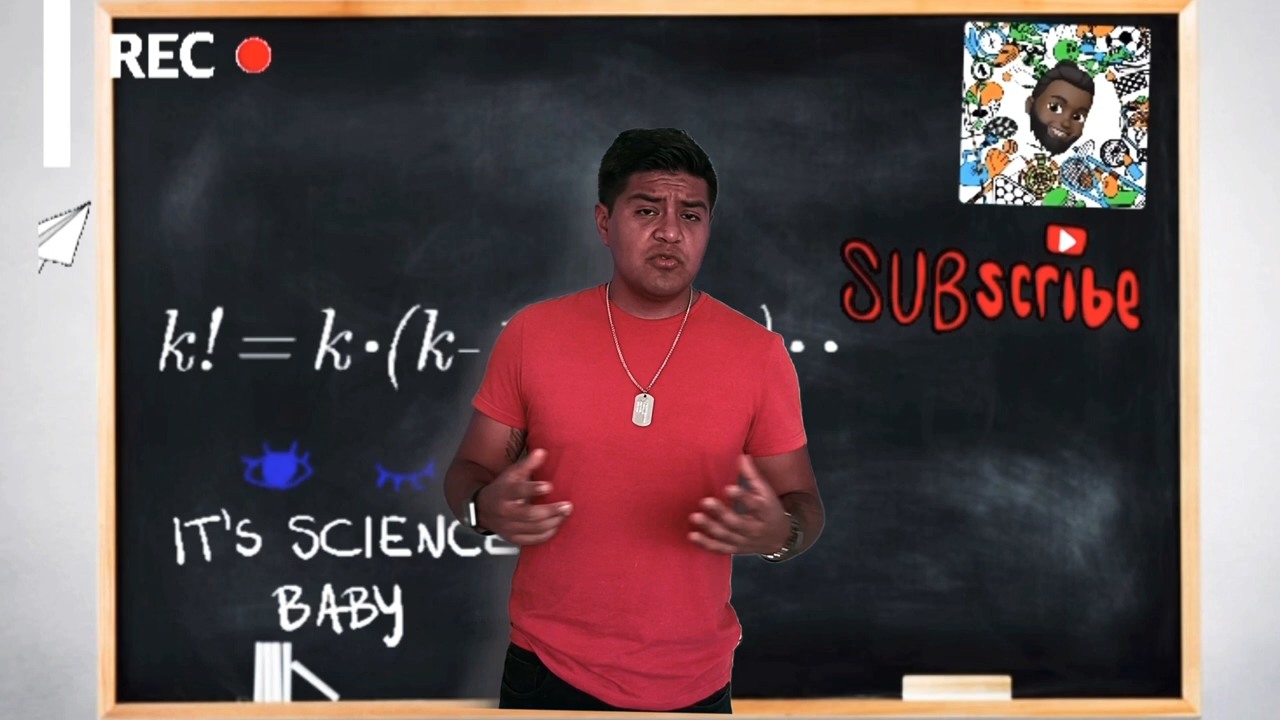 REC
SUBscribe
k! = k·(k-
)··
IT'S SCIENCE
BABY